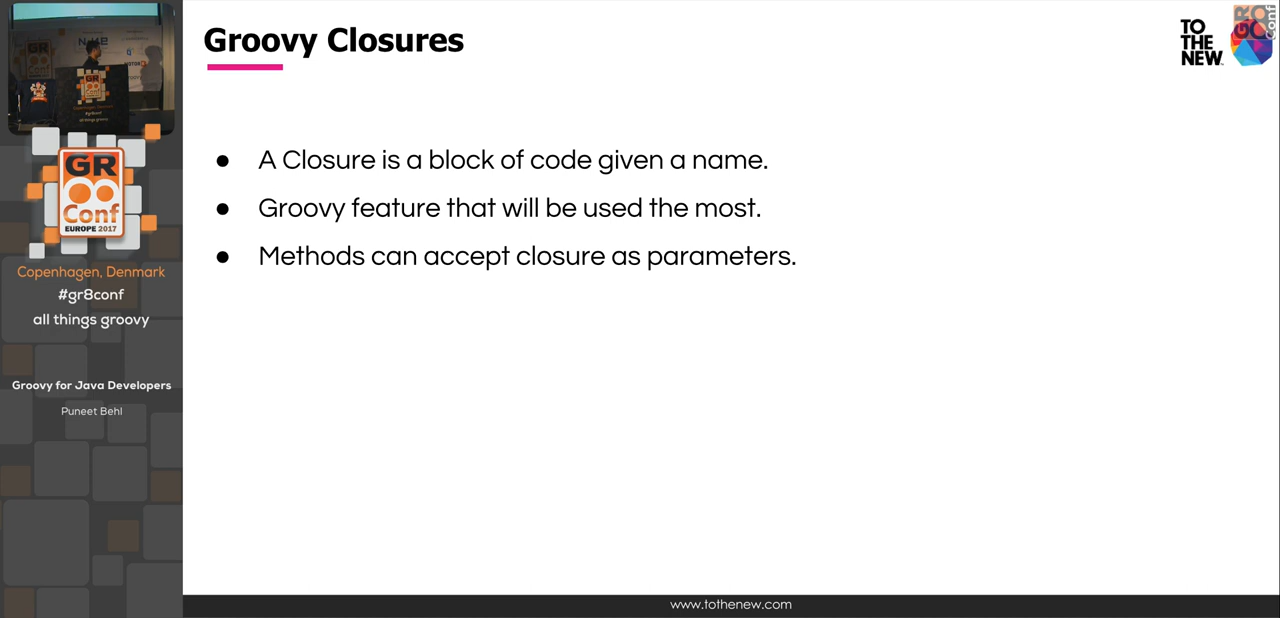 Groovy Closures
TO
THE
NEW
GR
8
conf
● A Closure is a block of code given a name.
● Groovy feature that will be used the most.
● Methods can accept closure as parameters.
GR
Conf
EUROPE 2017
Copenhagen, Denmark
#gr8conf
all things groovy
Groovy for Java Developers
Puneet Behl
www.tothenew.com